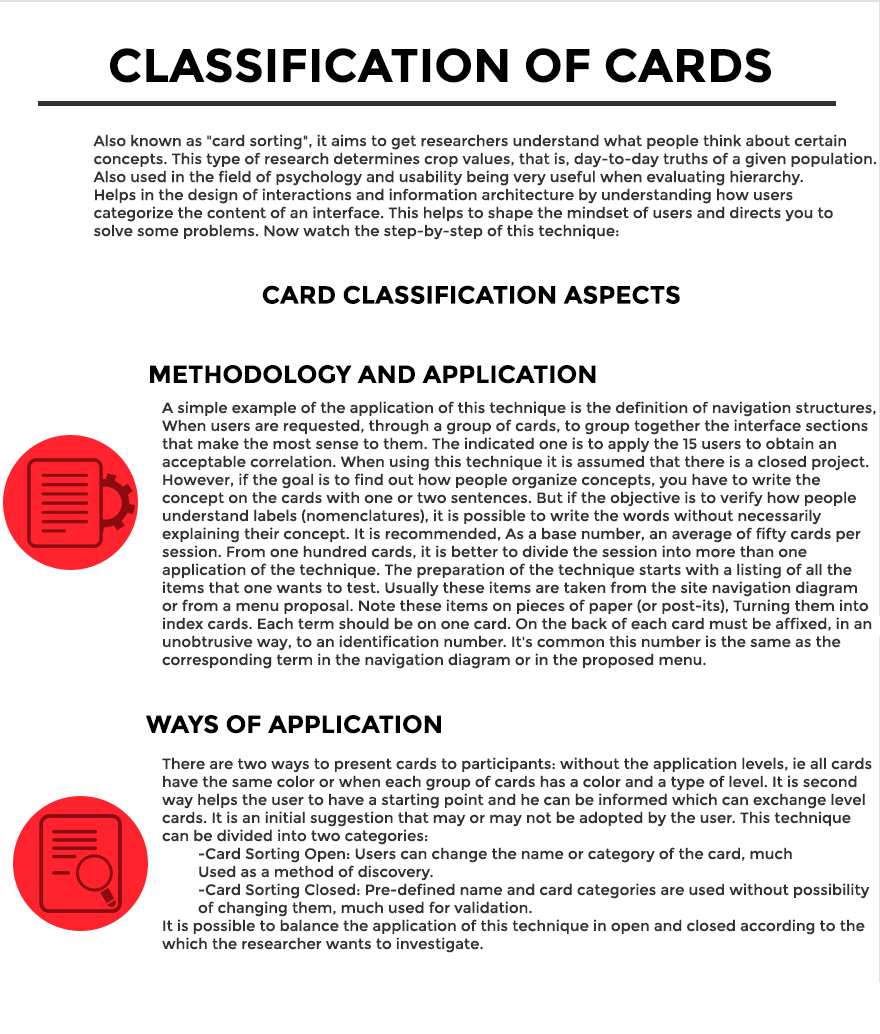 CLASSIFICATION OF CARDS
Also known as "card sorting", it aims to get researchers understand what people think about certain
concepts. This type of research determines crop values, that is, day-to-day truths of a given population.
Also used in the field of psychology and usability being very useful when evaluating hierarchy.
Helps in the design of interactions and information architecture by understanding how users
categorize the content of an interface. This helps to shape the mindset of users and directs you to
solve some problems. Now watch the step-by-step of this technique:
CARD CLASSIFICATION ASPECTS
METHODOLOGY AND APPLICATION
A simple example of the application of this technique is the definition of navigation structures,
When users are requested, through a group of cards, to group together the interface sections
that make the most sense to them. The indicated one is to apply the 15 users to obtain an
acceptable correlation. When using this technique it is assumed that there is a closed project.
However, if the goal is to find out how people organize concepts, you have to write the
concept on the cards with one or two sentences. But if the objective is to verify how people
understand labels (nomenclatures), it is possible to write the words without necessarily
explaining their concept. It is recommended, As a base number, an average of fifty cards per
session. From one hundred cards, it is better to divide the session into more than one
application of the technique. The preparation of the technique starts with a listing of all the
items that one wants to test. Usually these items are taken from the site navigation diagram
or from a menu proposal. Note these items on pieces of paper (or post-its), Turning them into
index cards. Each term should be on one card. On the back of each card must be affixed, in an
unobtrusive way, to an identification number. It's common this number is the same as the
corresponding term in the navigation diagram or in the proposed menu.
WAYS OF APPLICATION
There are two ways to present cards to participants: without the application levels, ie all cards
have the same color or when each group of cards has a color and a type of level. It is second
way helps the user to have a starting point and he can be informed which can exchange level
cards. It is an initial suggestion that may or may not be adopted by the user. This technique
can be divided into two categories:
-Card Sorting Open: Users can change the name or category of the card, much
Used as a method of discovery.
-Card Sorting Closed: Pre-defined name and card categories are used without possibility
of changing them, much used for validation.
It is possible to balance the application of this technique in open and closed according to the
which the researcher wants to investigate.